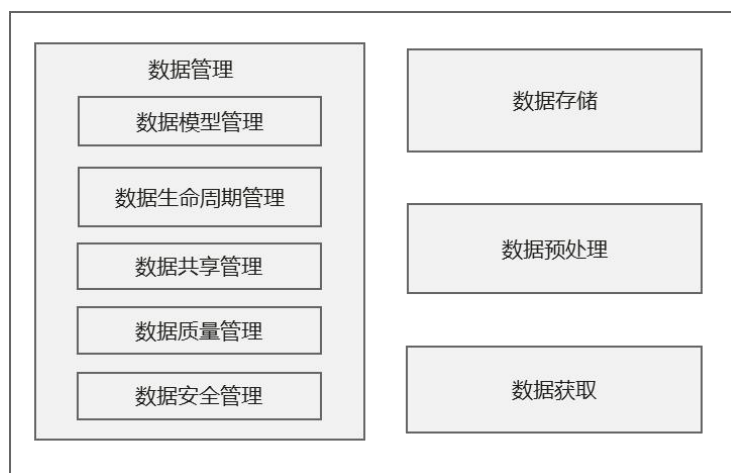 数据管理
数据模型管理
数据生命周期管理
数据共享管理
数据质量管理
数据安全管理
数据存储
数据预处理
数据获取